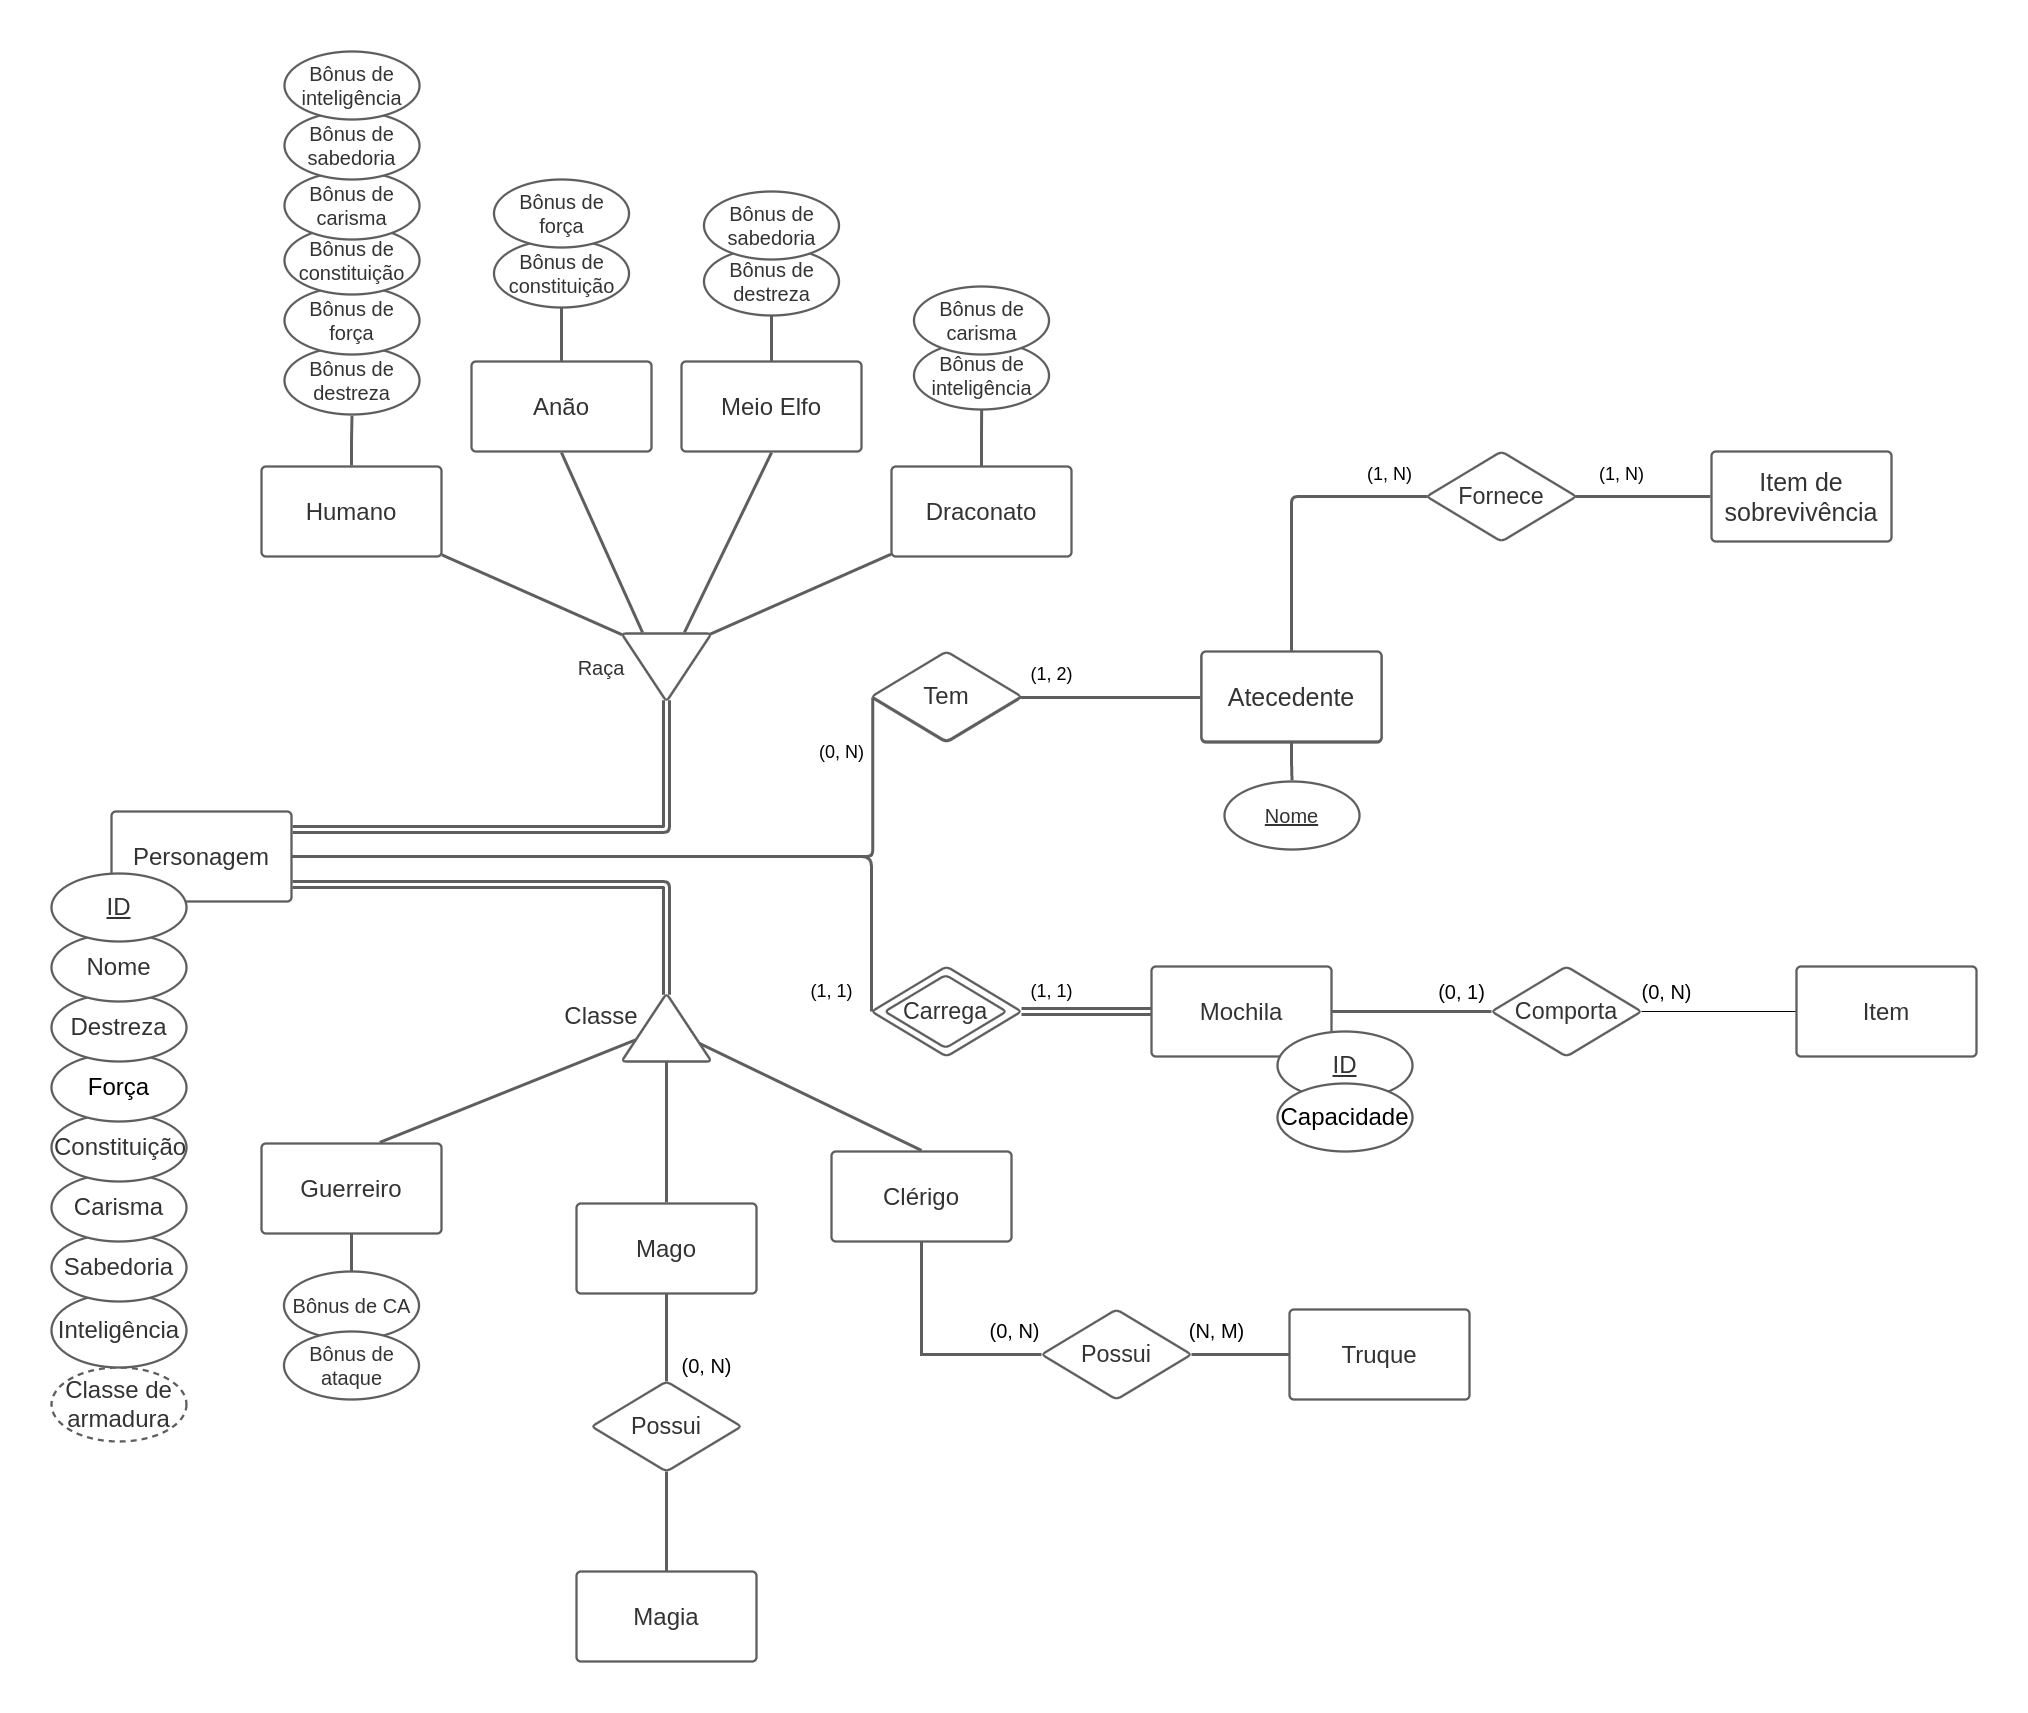 Bônus de
inteligência
Bônus de
sabedoria
Bônus de
carisma
Bônus de
constituição
Bônus de
força
Bônus de
destreza
Humano
Bônus de
força
Bônus de
constituição
Anão
Bônus de
sabedoria
Bônus de
destreza
Meio Elfo
Bônus de
carisma
Bônus de
inteligência
Draconato
Raça
(1, N)
Fornece
(1, N)
Item de
sobrevivência
Tem
(1, 2)
(0, N)
Atecedente
Nome
Personagem
ID
Nome
Destreza
Força
Constituição
Carisma
Sabedoria
Inteligência
Classe de
armadura
(1, 1)
Carrega
(1, 1)
Mochila
ID
Capacidade
(0, 1)
Comporta
(0, N)
Item
Classe
Guerreiro
Bônus de CA
Bônus de
ataque
Mago
(0, N)
Possui
Magia
Clérigo
(0, N)
Possui
(N, M)
Truque